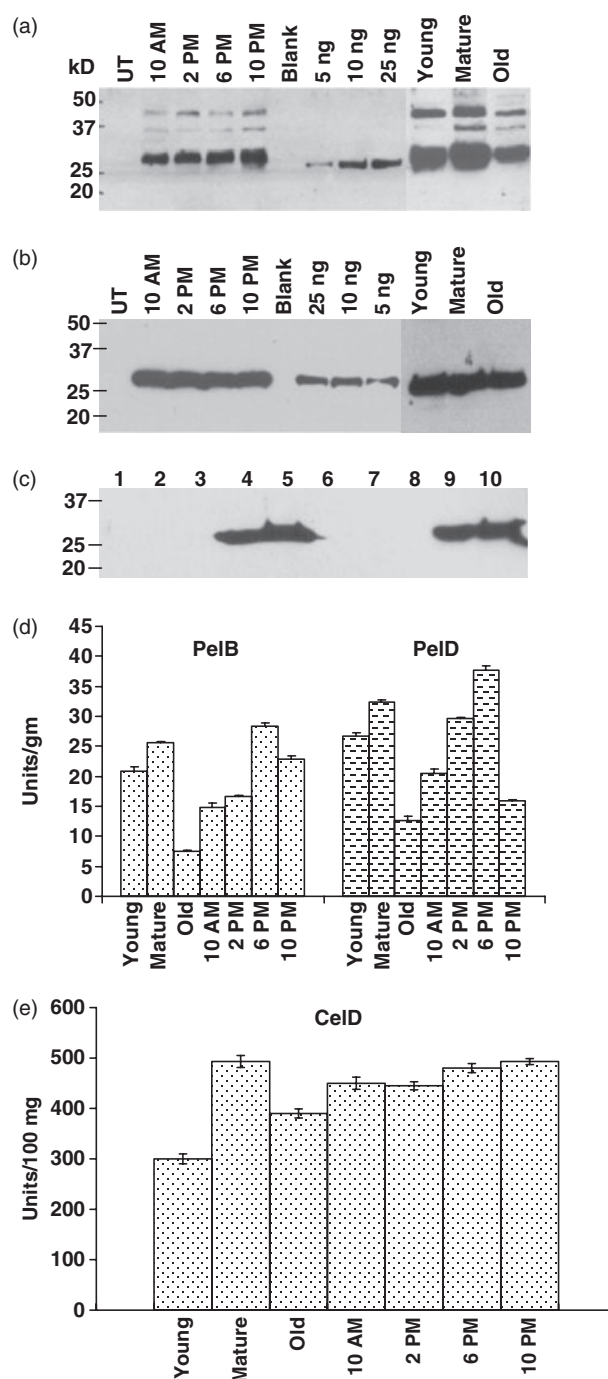 (a)
kD UT 10 AM 2 PM 6 PM 10 PM Blank 5 ng 10 ng 25 ng Young Mature Old
50
37
25
20
(b)
UT 10 AM 2 PM 6 PM 10 PM Blank 25 ng 10 ng 5 ng Young Mature Old
50
37
25
20
(c)
1 2 3 4 5 6 7 8 9 10
37
25
20
(d)
PelB PelD
Units/gm
45
40
35
30
25
20
15
10
5
0
Young Mature Old 10 AM 2 PM 6 PM 10 PM Young Mature Old 10 AM 2 PM 6 PM 10 PM
(e)
CelD
Units/100 mg
600
500
400
300
200
100
0
Young Mature Old 10 AM 2 PM 6 PM 10 PM